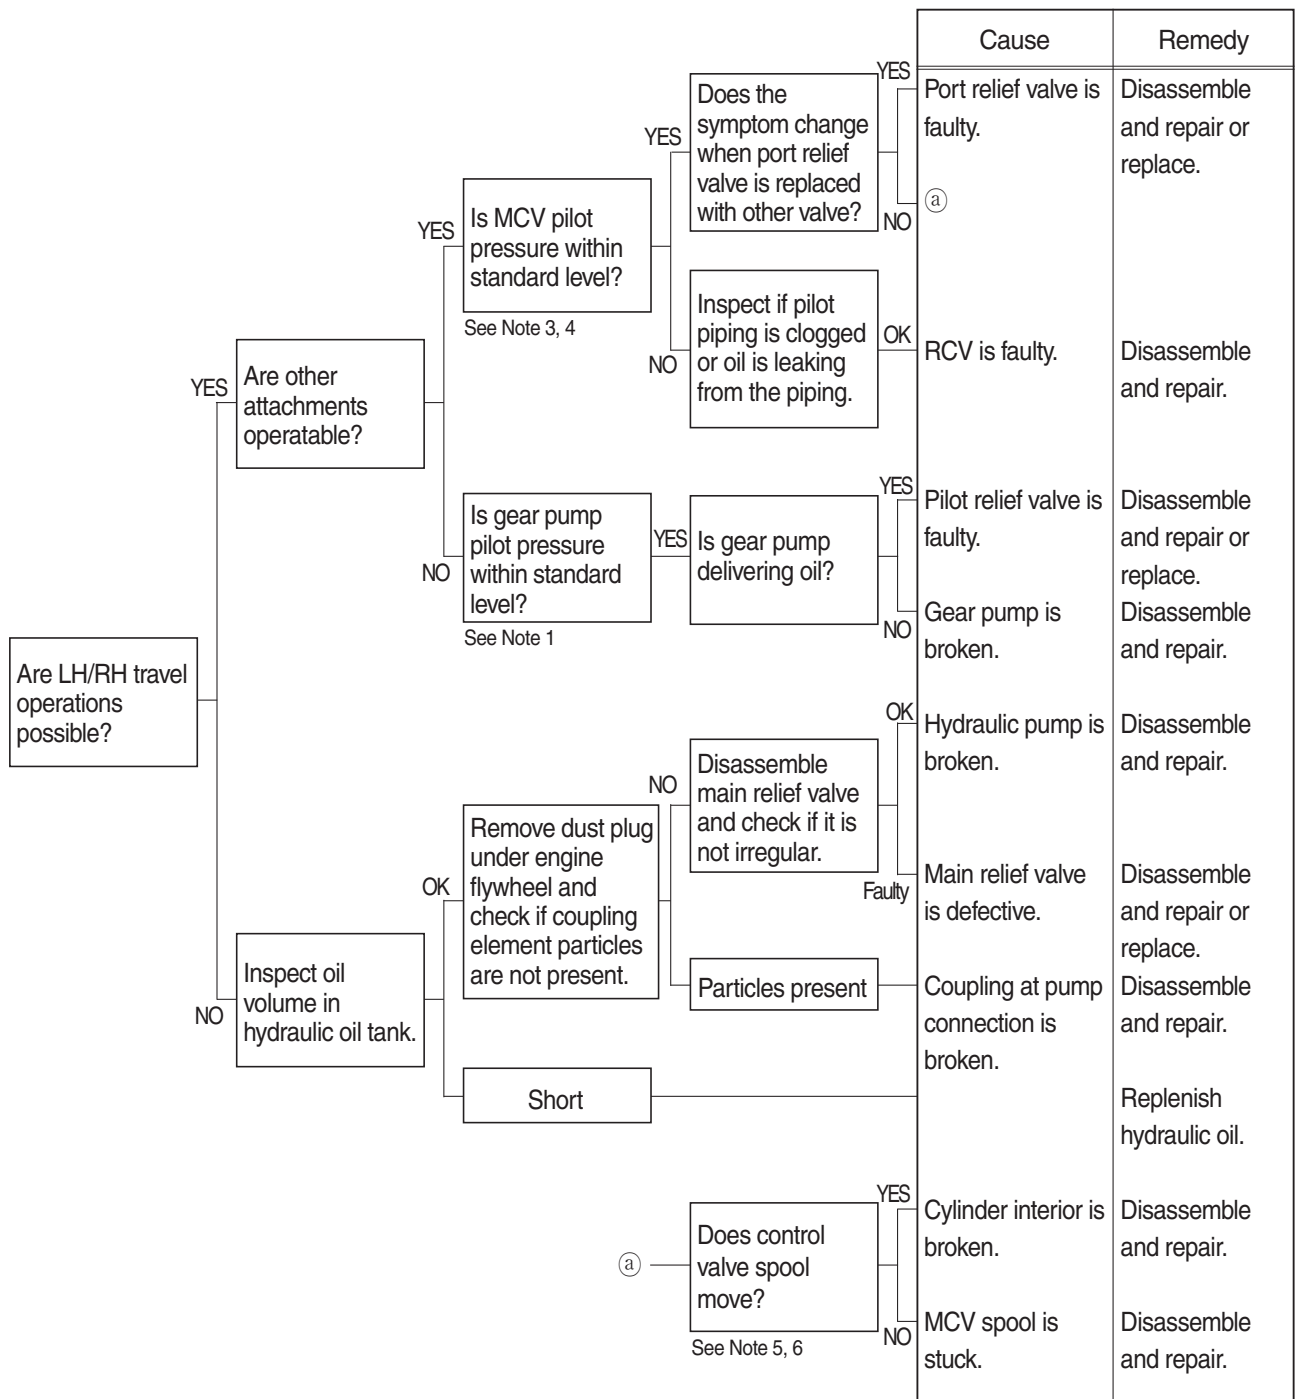 Cause
Remedy
Are LH/RH travel
operations
possible?
YES
Are other
attachments
operatable?
YES
Is MCV pilot
pressure within
standard level?
See Note 3, 4
YES
Does the
symptom change
when port relief
valve is replaced
with other valve?
YES
Port relief valve is
faulty.
Disassemble
and repair or
replace.
NO
ⓐ
NO
Inspect if pilot
piping is clogged
or oil is leaking
from the piping.
OK
RCV is faulty.
Disassemble
and repair.
NO
Is gear pump
pilot pressure
within standard
level?
See Note 1
YES
Is gear pump
delivering oil?
YES
Pilot relief valve is
faulty.
Disassemble
and repair or
replace.
NO
Gear pump is
broken.
Disassemble
and repair.
NO
Inspect oil
volume in
hydraulic oil tank.
OK
Remove dust plug
under engine
flywheel and
check if coupling
element particles
are not present.
NO
Disassemble
main relief valve
and check if it is
not irregular.
OK
Hydraulic pump is
broken.
Disassemble
and repair.
Faulty
Main relief valve
is defective.
Disassemble
and repair or
replace.
Particles present
Coupling at pump
connection is
broken.
Disassemble
and repair.
Short
Replenish
hydraulic oil.
ⓐ
Does control
valve spool
move?
See Note 5, 6
YES
Cylinder interior is
broken.
Disassemble
and repair.
NO
MCV spool is
stuck.
Disassemble
and repair.